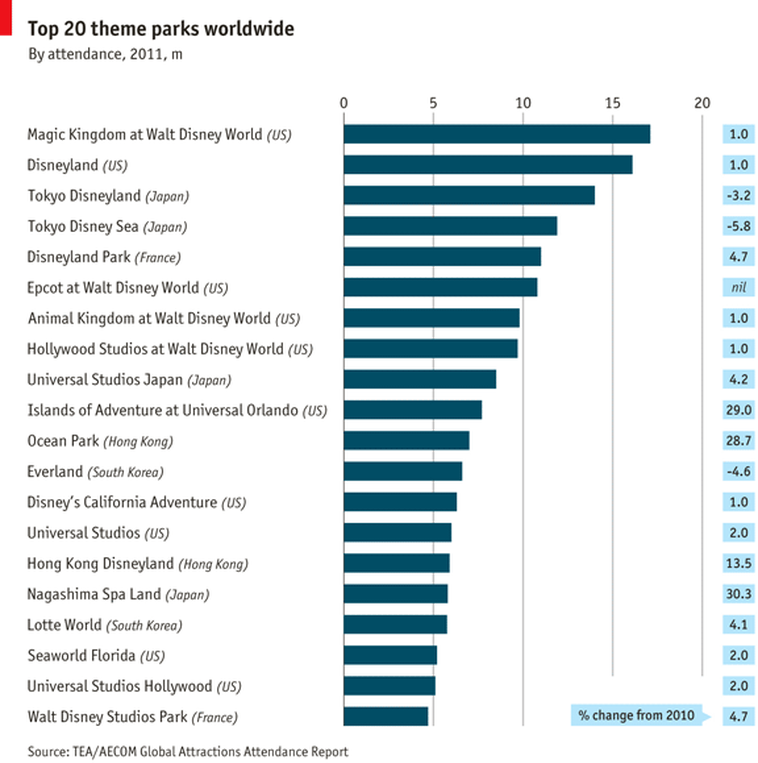 Top 20 theme parks worldwide
By attendance, 2011, m
0 5 10 15 20
Magic Kingdom at Walt Disney World (US) 1.0
Disneyland (US) 1.0
Tokyo Disneyland (Japan) -3.2
Tokyo Disney Sea (Japan) -5.8
Disneyland Park (France) 4.7
Epcot at Walt Disney World (US) nil
Animal Kingdom at Walt Disney World (US) 1.0
Hollywood Studios at Walt Disney World (US) 1.0
Universal Studios Japan (Japan) 4.2
Islands of Adventure at Universal Orlando (US) 29.0
Ocean Park (Hong Kong) 28.7
Everland (South Korea) -4.6
Disney's California Adventure (US) 1.0
Universal Studios (US) 2.0
Hong Kong Disneyland (Hong Kong) 13.5
Nagashima Spa Land (Japan) 30.3
Lotte World (South Korea) 4.1
Seaworld Florida (US) 2.0
Universal Studios Hollywood (US) 2.0
Walt Disney Studios Park (France) % change from 2010 4.7
Source: TEA/AECOM Global Attractions Attendance Report